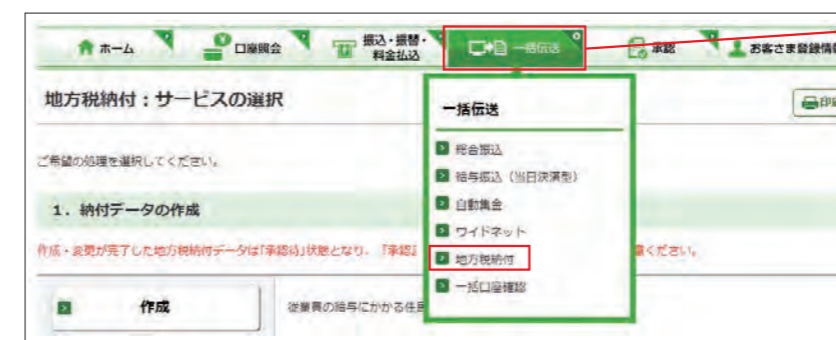 ホーム
口座照会
振込・振替・
料金払込
一括伝送
承認
お客さま登録情報
地方税納付：サービスの選択
一括伝送
ご希望の処理を選択してください。
総合振込
給与振込（当日決済型）
1．納付データの作成
自動集金
ワイドネット
作成・変更が完了した地方税納付データは「承認待」状態となり、「承認」
ください。
地方税納付
一括口座確認
作成
従業員の給与にかかる住民